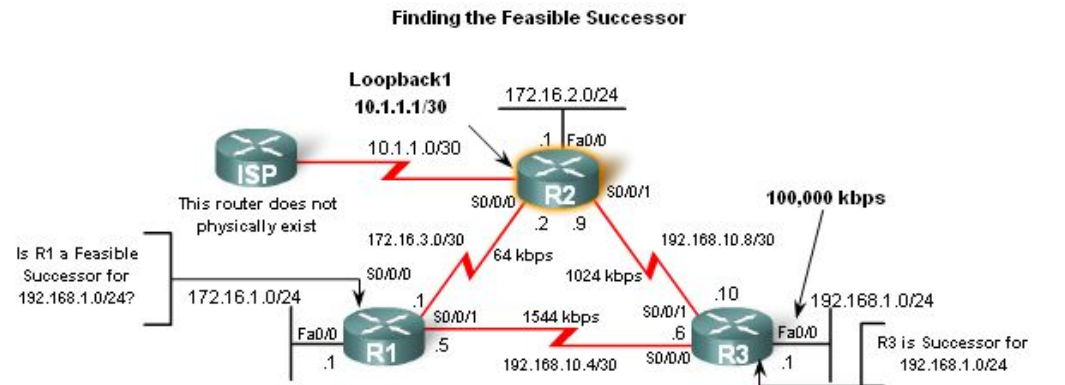 Finding the Feasible Successor
Loopback1
10.1.1.1/30
172.16.2.0/24
.1 Fa0/0
10.1.1.0/30
ISP
This router does not
physically exist
R2
S0/0/0
S0/0/1
.2 .9
100,000 kbps
Is R1 a Feasible
Successor for
192.168.1.0/24?
172.16.3.0/30
64 kbps
192.168.10.8/30
1024 kbps
S0/0/0
172.16.1.0/24
.1
S0/0/1
1544 kbps
.10
S0/0/1
192.168.1.0/24
Fa0/0
.1
R1
.5
192.168.10.4/30
.6
S0/0/0
R3
Fa0/0
.1
R3 is Successor for
192.168.1.0/24